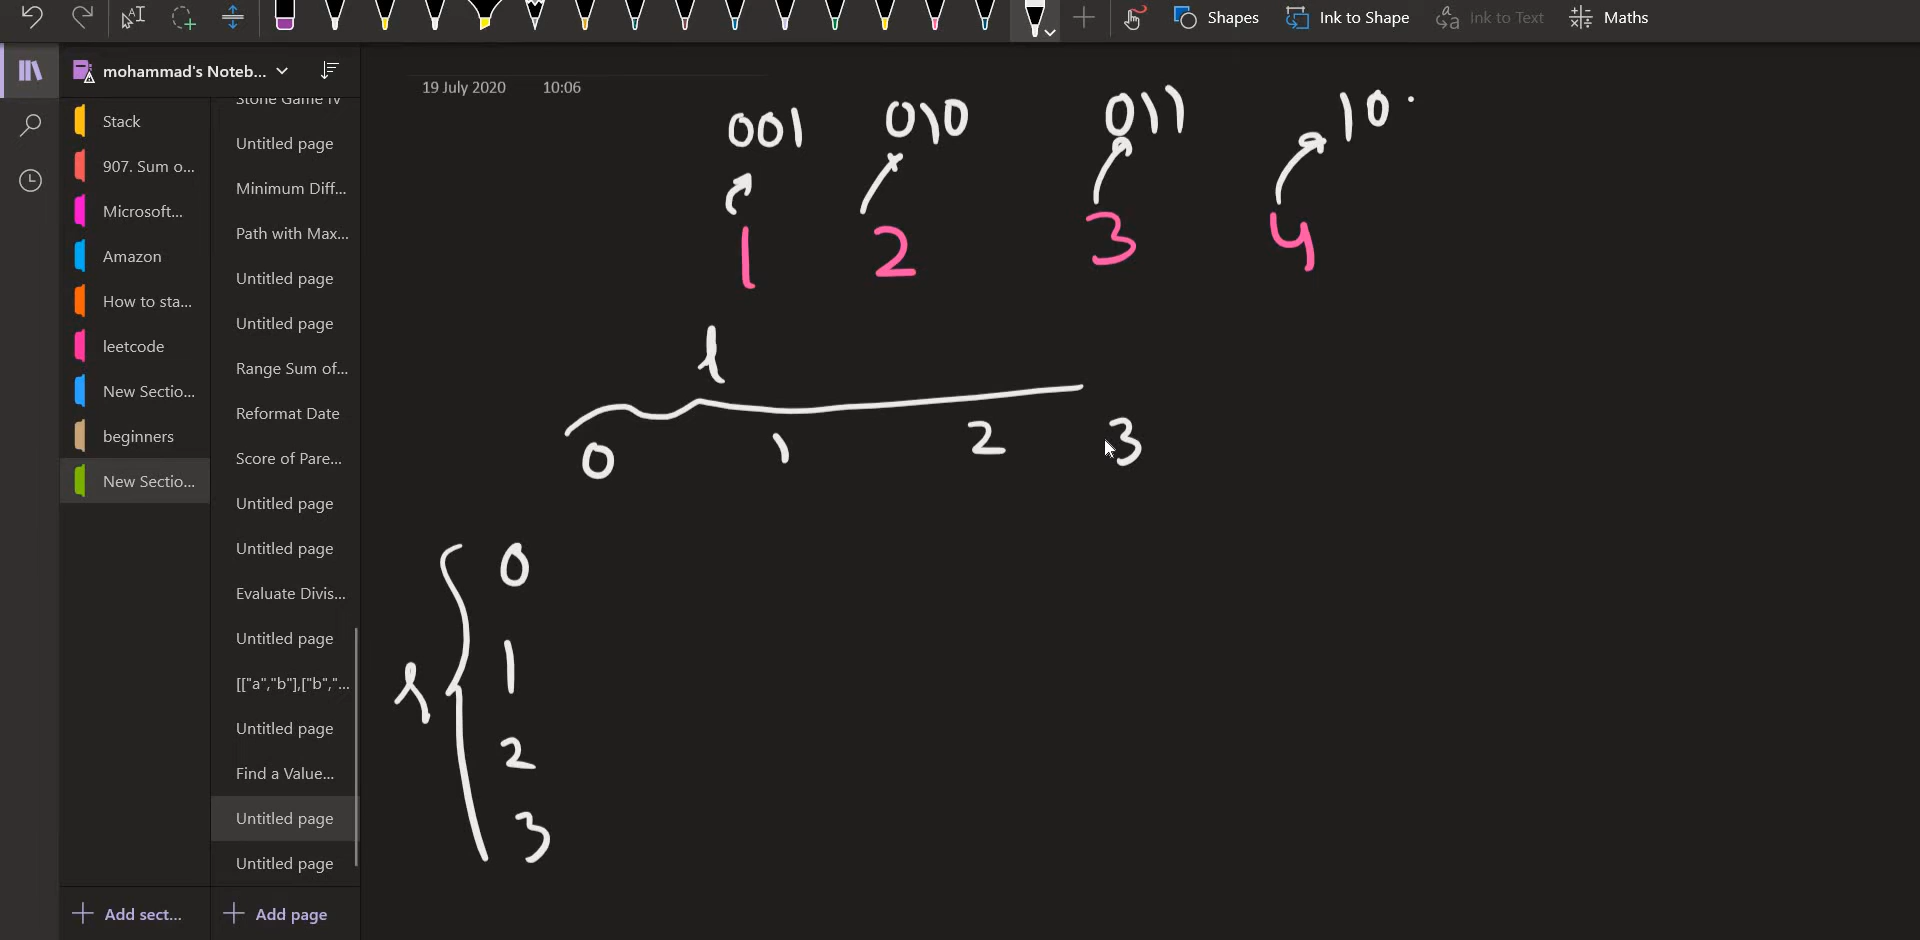 Shapes
Ink to Shape
Ink to Text
Maths
mohammad's Noteb...
19 July 2020 10:06
Stack
907. Sum o...
Microsoft...
Amazon
How to sta...
leetcode
New Sectio...
beginners
New Sectio...
Add sect...
Stone Game IV
Untitled page
Minimum Diff...
Path with Max...
Untitled page
Untitled page
Range Sum of...
Reformat Date
Score of Pare...
Untitled page
Untitled page
Evaluate Divis...
Untitled page
[["a","b"],["b","...
Untitled page
Find a Value...
Untitled page
Untitled page
Add page
001 010 011 10
1 2 3 4
l
0 1 2 3
0
1
2
3